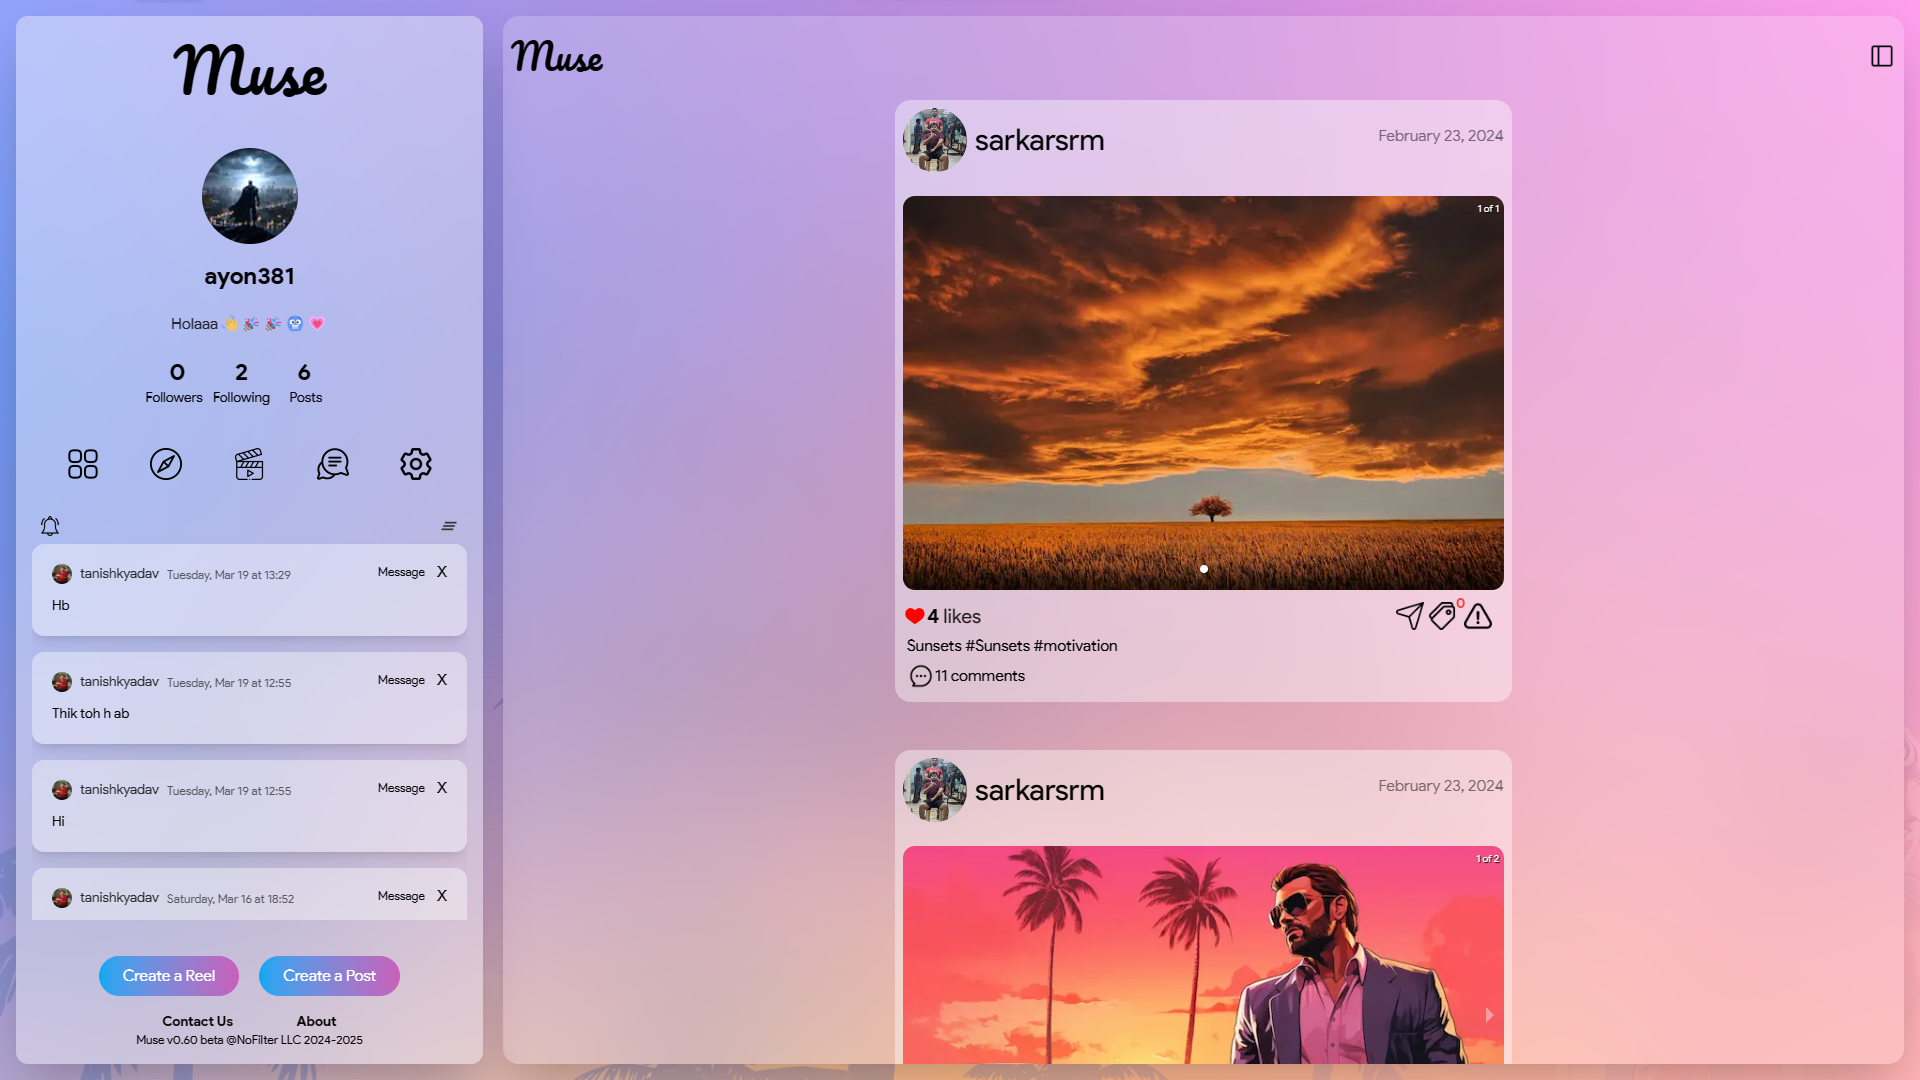 Muse
ayon381
Holaaa 👋 🎉 🎉 🥶 💗
0 2 6
Followers Following Posts
tanishkyadav Tuesday, Mar 19 at 13:29 Message X
Hb
tanishkyadav Tuesday, Mar 19 at 12:55 Message X
Thik toh h ab
tanishkyadav Tuesday, Mar 19 at 12:55 Message X
Hi
tanishkyadav Saturday, Mar 16 at 18:52 Message X
Create a Reel Create a Post
Contact Us About
Muse v0.60 beta @NoFilter LLC 2024-2025
Muse
sarkarsrm February 23, 2024
1 of 1
4 likes 0
Sunsets #Sunsets #motivation
11 comments
sarkarsrm February 23, 2024
1 of 2